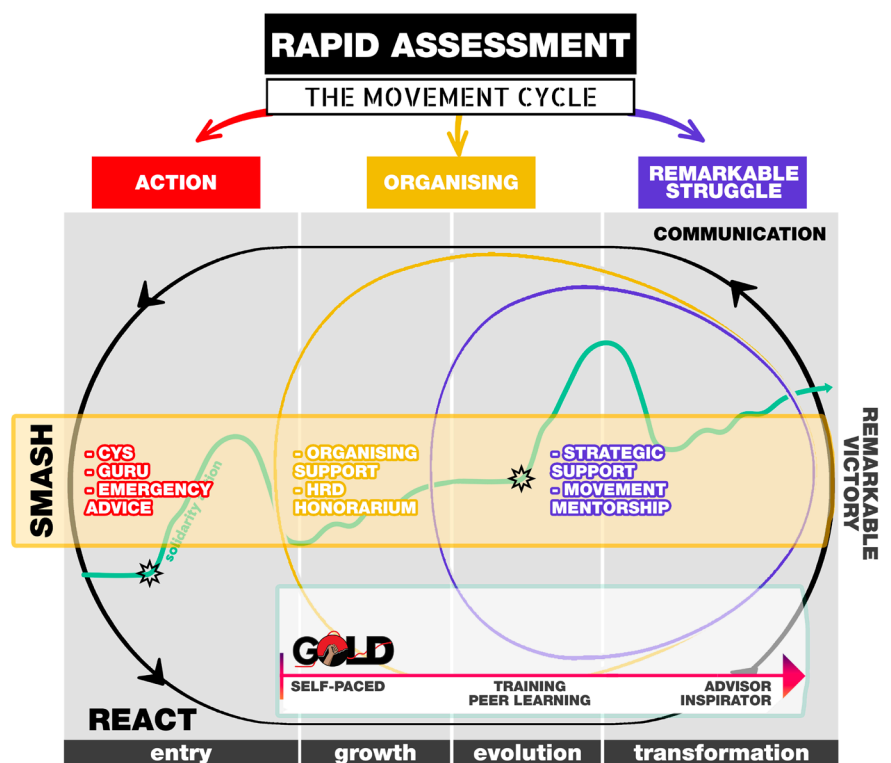 RAPID ASSESSMENT
THE MOVEMENT CYCLE
ACTION
ORGANISING
REMARKABLE
STRUGGLE
COMMUNICATION
SMASH
- CYS
- GURU
- EMERGENCY
ADVICE
solidarity action
- ORGANISING
SUPPORT
- HRD
HONORARIUM
- STRATEGIC
SUPPORT
- MOVEMENT
MENTORSHIP
REMARKABLE
VICTORY
GOLD
SELF-PACED
TRAINING
PEER LEARNING
ADVISOR
INSPIRATOR
REACT
entry
growth
evolution
transformation